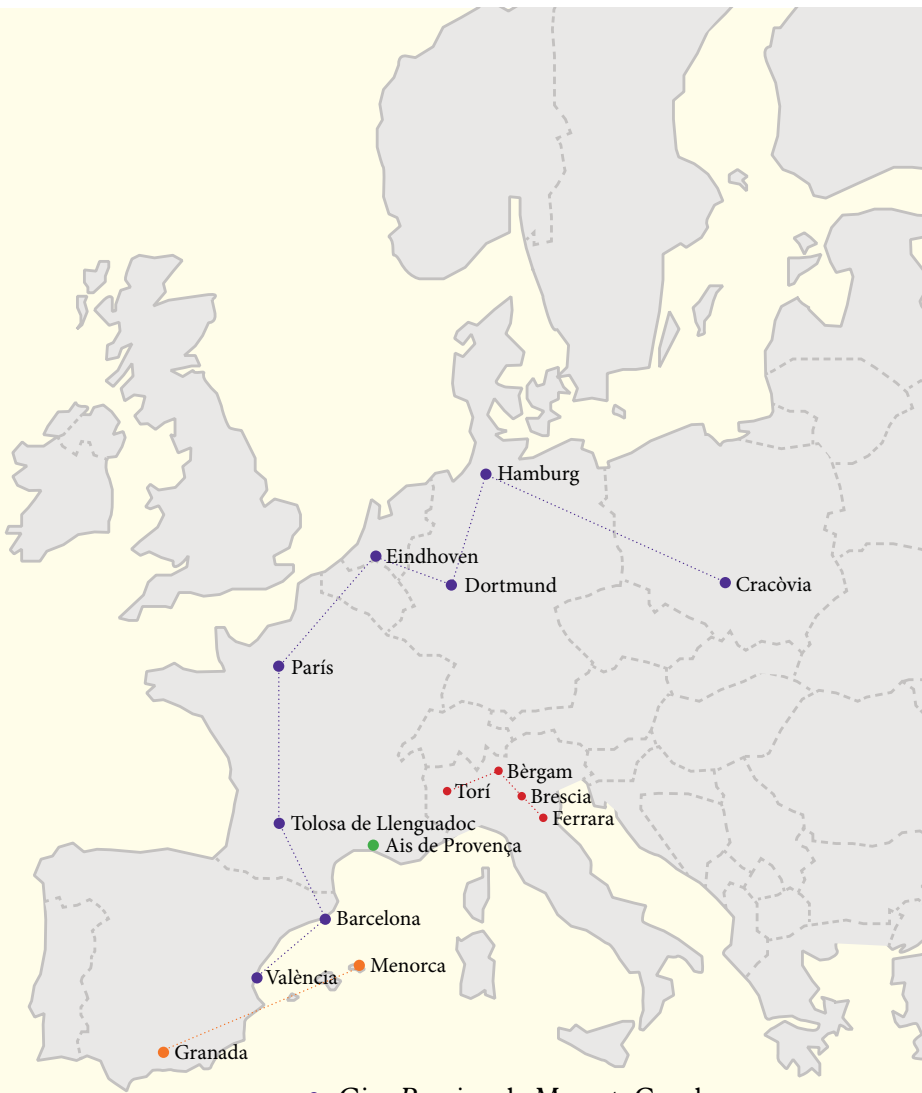 Hamburg
Eindhoven
Dortmund
Cracòvia
París
Bèrgam
Torí
Brescia
Ferrara
Tolosa de Llenguadoc
Ais de Provença
Barcelona
Menorca
València
Granada